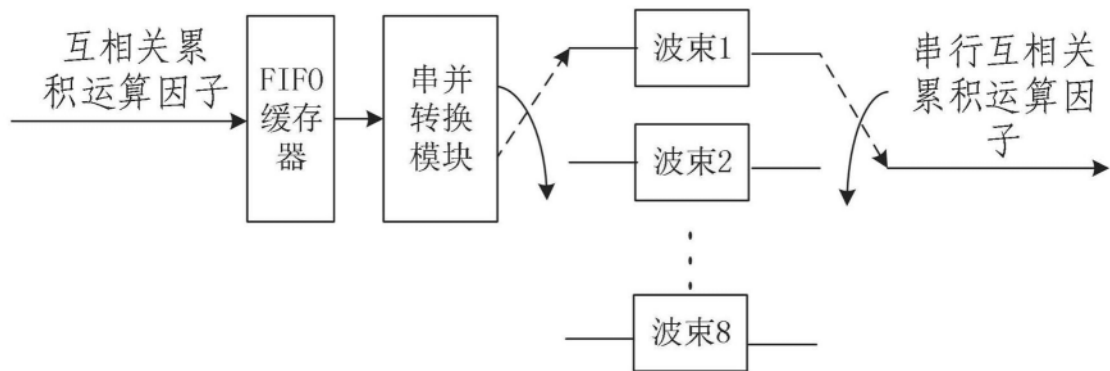 互相关累
积运算因子
FIFO
缓存
器
串并
转换
模块
波束1
波束2
波束8
串行互相关
累积运算因
子